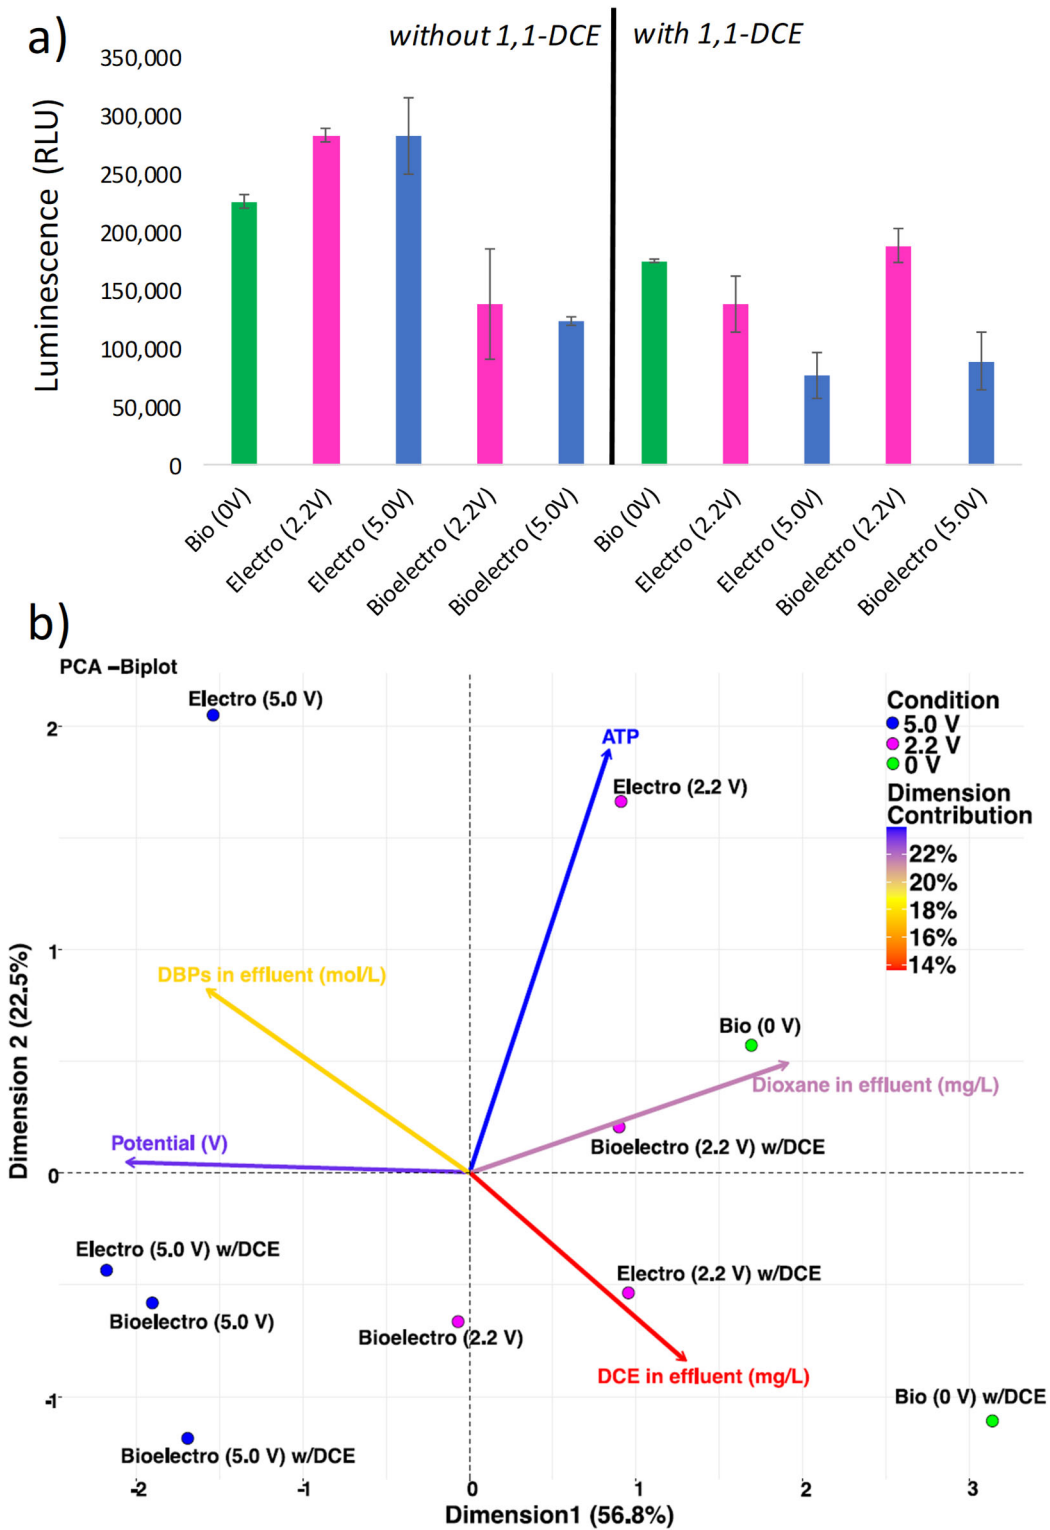 a)
without 1,1-DCE
with 1,1-DCE
Luminescence (RLU)
350,000
300,000
250,000
200,000
150,000
100,000
50,000
0
Bio (0V)
Electro (2.2V)
Electro (5.0V)
Bioelectro (2.2V)
Bioelectro (5.0V)
Bio (0V)
Electro (2.2V)
Electro (5.0V)
Bioelectro (2.2V)
Bioelectro (5.0V)
b)
PCA –Biplot
Electro (5.0 V)
ATP
Electro (2.2 V)
Condition
5.0 V
2.2 V
0 V
Dimension
Contribution
22%
20%
18%
16%
14%
DBPs in effluent (mol/L)
Bio (0 V)
Dioxane in effluent (mg/L)
Potential (V)
Bioelectro (2.2 V) w/DCE
Electro (5.0 V) w/DCE
Electro (2.2 V) w/DCE
Bioelectro (5.0 V)
Bioelectro (2.2 V)
DCE in effluent (mg/L)
Bio (0 V) w/DCE
Bioelectro (5.0 V) w/DCE
Dimension 2 (22.5%)
2
1
0
-1
-2
-1
0
1
2
3
Dimension1 (56.8%)